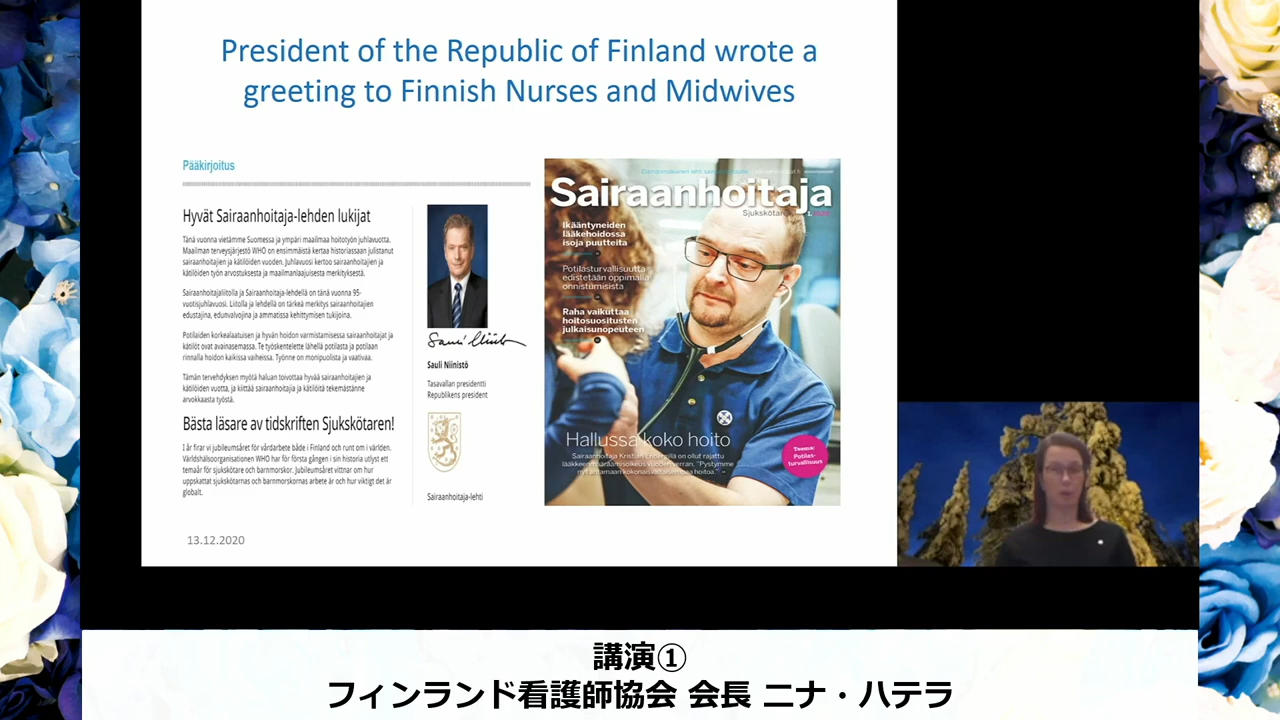 President of the Republic of Finland wrote a
greeting to Finnish Nurses and Midwives
Pääkirjoitus
Hyvät Sairaanhoitaja-lehden lukijat
Tänä vuonna vietämme Suomessa ja ympäri maailmaa hoitotyön juhlavuotta.
Maailman terveysjärjestö WHO on ensimmäistä kertaa historiassaan julistanut
sairaanhoitajien ja kätilöiden vuoden. Juhlavuosi kertoo sairaanhoitajien ja
kätilöiden työn arvostuksesta ja maailmanlaajuisesta merkityksestä.
Sairaanhoitajaliitolla ja Sairaanhoitaja-lehdellä on tänä vuonna 95-
vuotisjuhlavuosi. Liitolla ja lehdellä on tärkeä merkitys sairaanhoitajien
edustajina, edunvalvojina ja ammatissa kehittymisen tukijoina.
Potilaiden korkealaatuisen ja hyvän hoidon varmistamisessa sairaanhoitajat ja
kätilöt ovat avainasemassa. Te työskentelette lähellä potilasta ja potilaan
rinnalla hoidon kaikissa vaiheissa. Työnne on monipuolista ja vaativaa.
Tämän tervehdyksen myötä haluan toivottaa hyvää sairaanhoitajien ja
kätilöiden vuotta, ja kiittää sairaanhoitajia ja kätilöitä tekemästänne
arvokkaasta työstä.
Bästa läsare av tidskriften Sjukskötaren!
I år firar vi jubileumsåret för vårdarbete både i Finland och runt om i världen.
Världshälsoorganisationen WHO har för första gången i sin historia utlyst ett
temaår för sjukskötare och barnmorskor. Jubileumsåret vittnar om hur
uppskattat sjukskötarnas och barnmorskornas arbete är och hur viktigt det är
globalt.
Sauli Niinistö
Tasavallan presidentti
Republikens president
Sairaanhoitaja-lehti
Sairaanhoitaja
Sjukskötaren
Ikääntyneiden
lääkehoidossa
isoja puutteita
Potilasturvallisuutta
edistetään oppimalla
onnistumisista
Raha vaikuttaa
hoitosuositusten
julkaisunopeuteen
Hallussa koko hoito
Teema:
Potilas-
turvallisuus
13.12.2020
講演①
フィンランド看護師協会 会長 ニナ・ハテラ